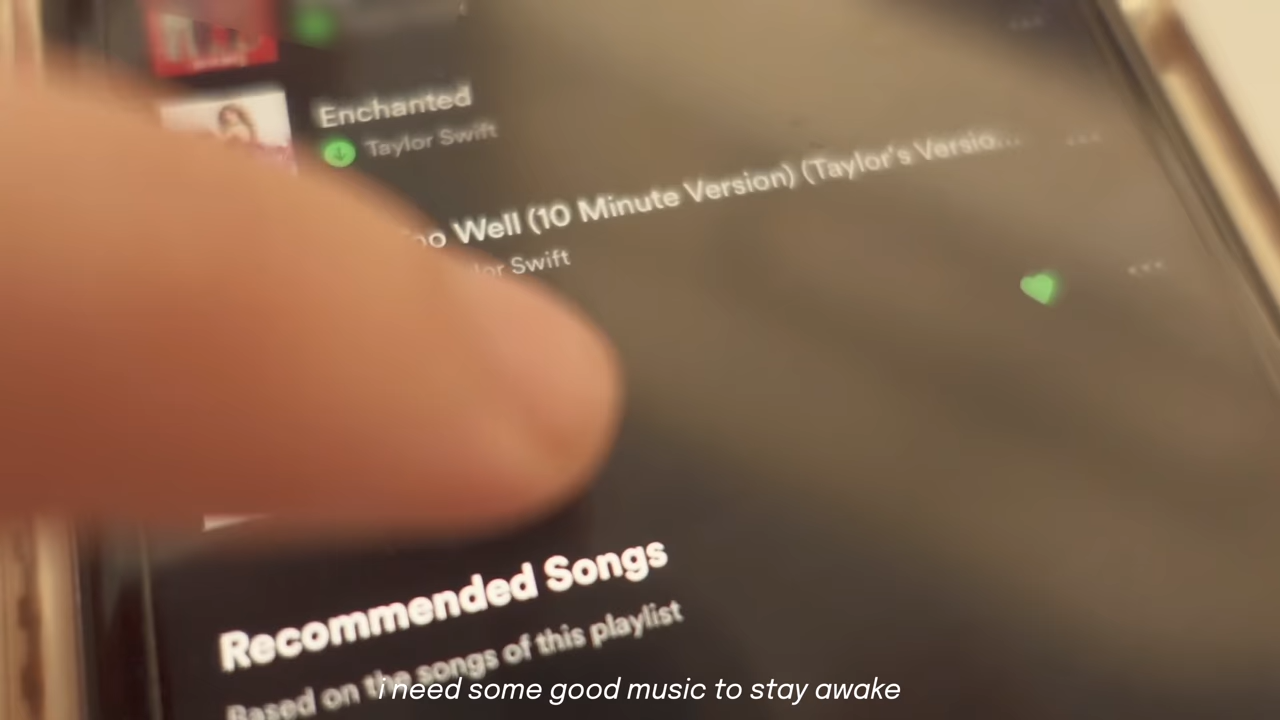 Enchanted
Taylor Swift
Well (10 Minute Version) (Taylor's Versio...
Swift
Recommended Songs
Based on the songs of this playlist
i need some good music to stay awake